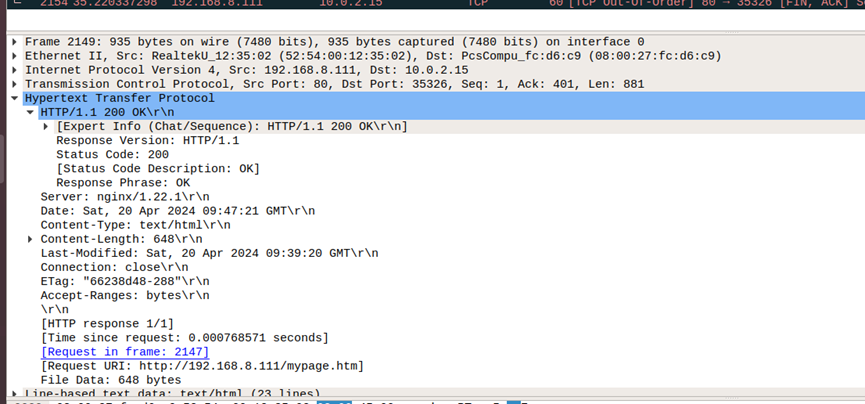 2154 35.220337298 192.168.8.111 10.0.2.15 TCP 60 [TCP Out-Of-Order] 80 → 35326 [FIN, ACK]
Frame 2149: 935 bytes on wire (7480 bits), 935 bytes captured (7480 bits) on interface 0
Ethernet II, Src: RealtekU_12:35:02 (52:54:00:12:35:02), Dst: PcsCompu_fc:d6:c9 (08:00:27:fc:d6:c9)
Internet Protocol Version 4, Src: 192.168.8.111, Dst: 10.0.2.15
Transmission Control Protocol, Src Port: 80, Dst Port: 35326, Seq: 1, Ack: 401, Len: 881
Hypertext Transfer Protocol
HTTP/1.1 200 OK\r\n
[Expert Info (Chat/Sequence): HTTP/1.1 200 OK\r\n]
Response Version: HTTP/1.1
Status Code: 200
[Status Code Description: OK]
Response Phrase: OK
Server: nginx/1.22.1\r\n
Date: Sat, 20 Apr 2024 09:47:21 GMT\r\n
Content-Type: text/html\r\n
Content-Length: 648\r\n
Last-Modified: Sat, 20 Apr 2024 09:39:20 GMT\r\n
Connection: close\r\n
ETag: "66238d48-288"\r\n
Accept-Ranges: bytes\r\n
\r\n
[HTTP response 1/1]
[Time since request: 0.000768571 seconds]
[Request in frame: 2147]
[Request URI: http://192.168.8.111/mypage.htm]
File Data: 648 bytes
Line-based text data: text/html (23 lines)